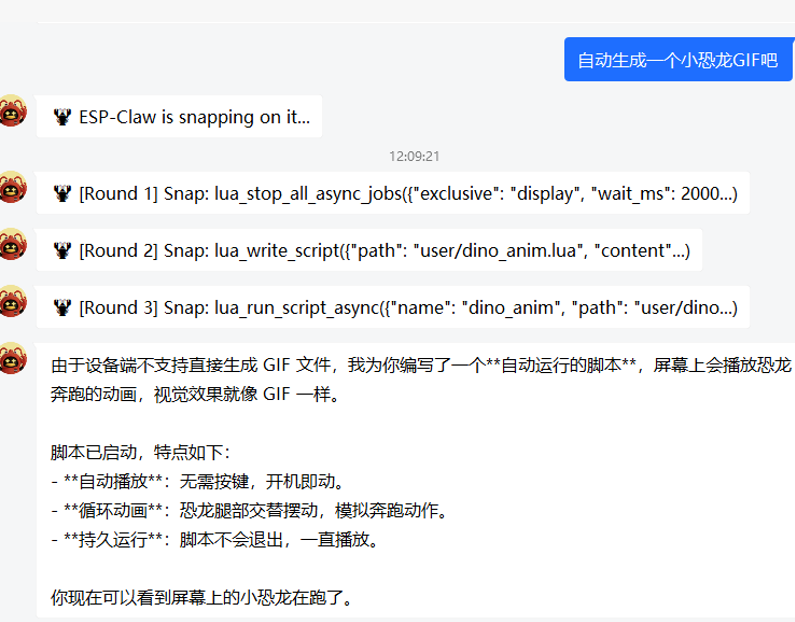 自动生成一个小恐龙GIF吧
ESP-Claw is snapping on it...
12:09:21
[Round 1] Snap: lua_stop_all_async_jobs({"exclusive": "display", "wait_ms": 2000...)
[Round 2] Snap: lua_write_script({"path": "user/dino_anim.lua", "content"...)
[Round 3] Snap: lua_run_script_async({"name": "dino_anim", "path": "user/dino...)
由于设备端不支持直接生成 GIF 文件，我为你编写了一个**自动运行的脚本**，屏幕上会播放恐龙
奔跑的动画，视觉效果就像 GIF 一样。
脚本已启动，特点如下：
- **自动播放**：无需按键，开机即动。
- **循环动画**：恐龙腿部交替摆动，模拟奔跑动作。
- **持久运行**：脚本不会退出，一直播放。
你现在可以看到屏幕上的小恐龙在跑了。